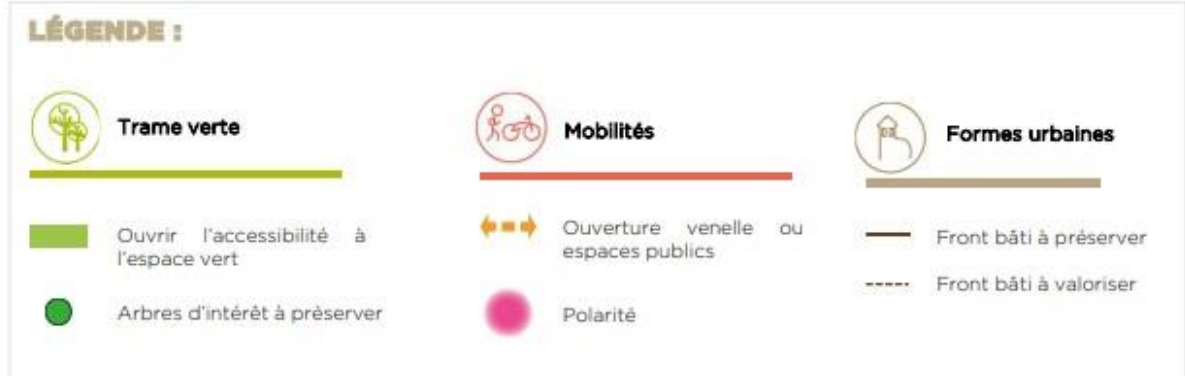 LÉGENDE :
Trame verte
Ouvrir l'accessibilité à
l'espace vert
Arbres d'intérêt à préserver
Mobilités
Ouverture venelle ou
espaces publics
Polarité
Formes urbaines
Front bâti à préserver
Front bâti à valoriser